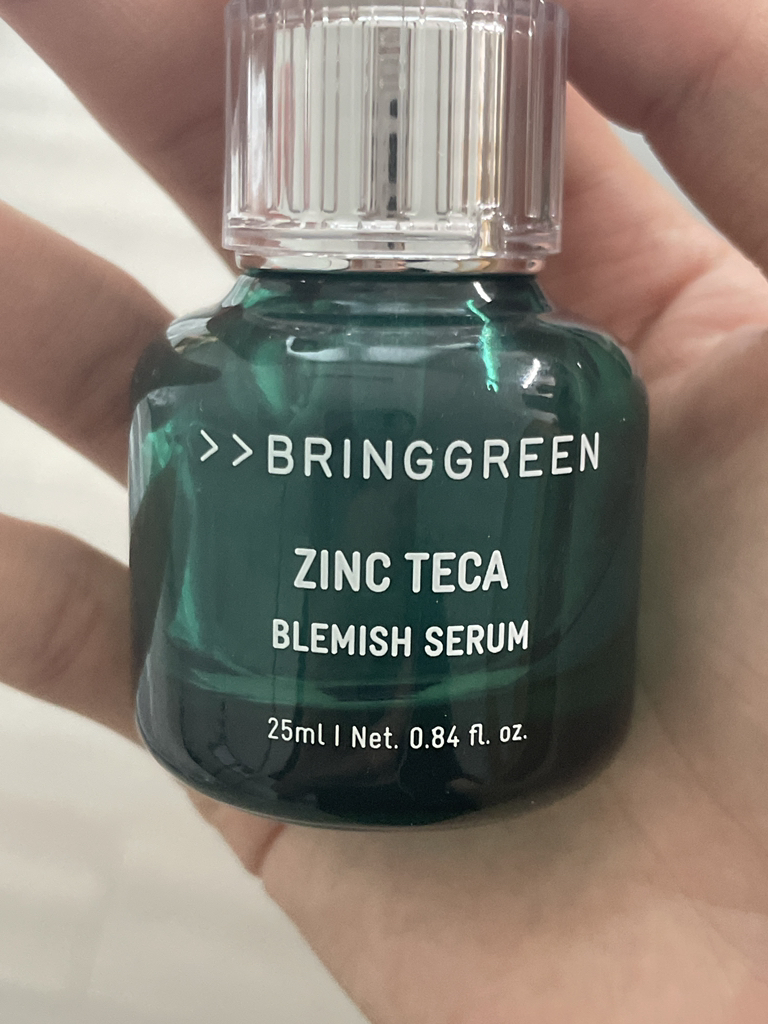 >>BRINGGREEN
ZINC TECA
BLEMISH SERUM
25ml I Net. 0.84 fl. oz.